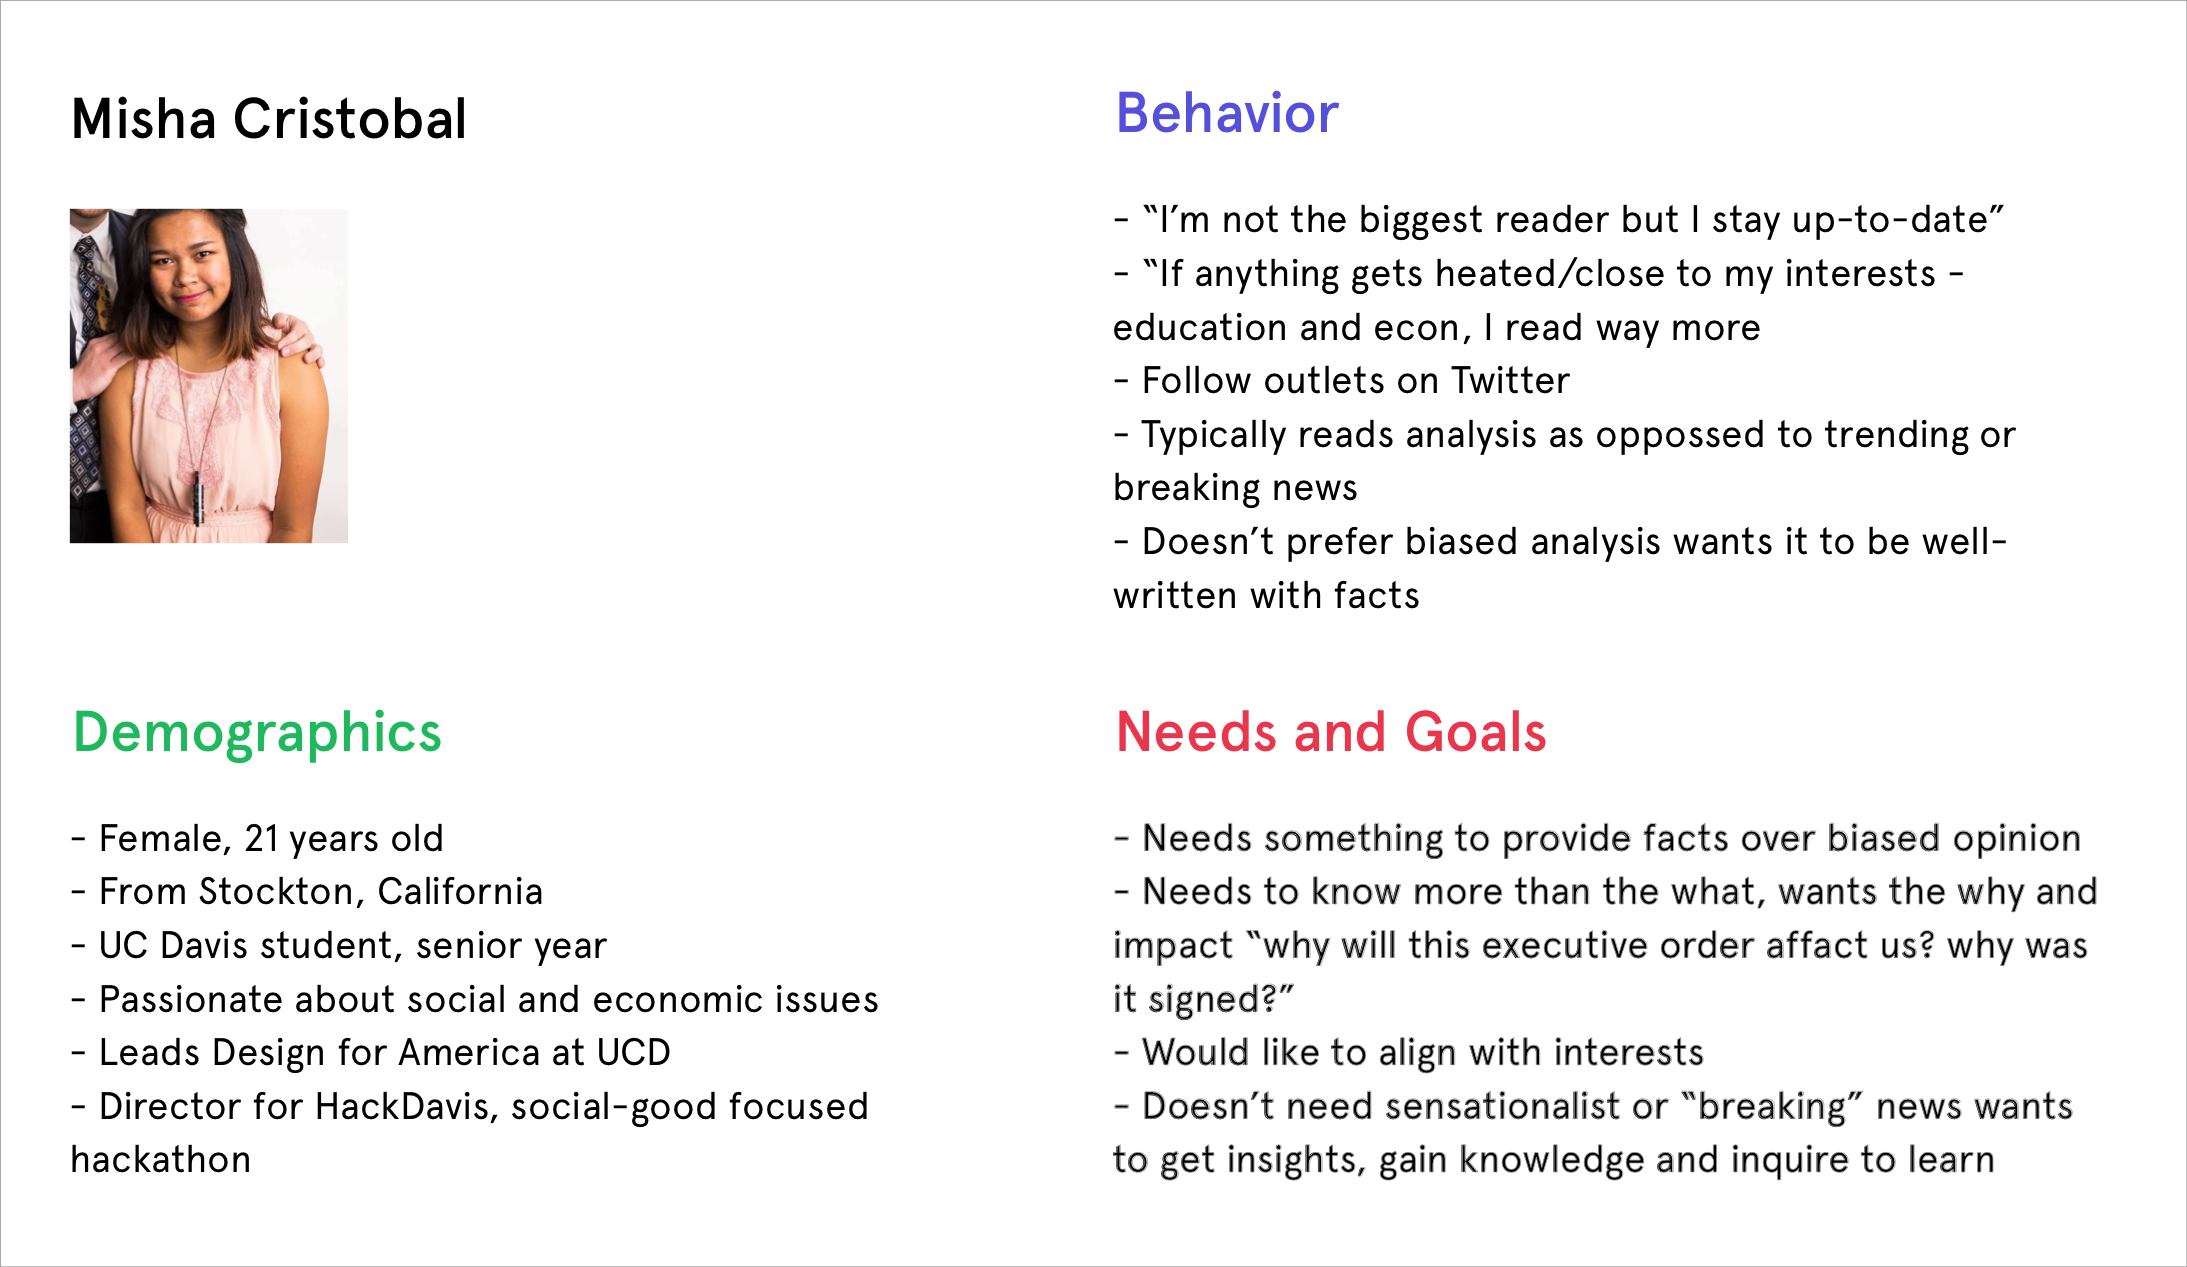 Misha Cristobal
Demographics
- Female, 21 years old
- From Stockton, California
- UC Davis student, senior year
- Passionate about social and economic issues
- Leads Design for America at UCD
- Director for HackDavis, social-good focused
hackathon
Behavior
- “I’m not the biggest reader but I stay up-to-date”
- “If anything gets heated/close to my interests -
education and econ, I read way more
- Follow outlets on Twitter
- Typically reads analysis as oppossed to trending or
breaking news
- Doesn’t prefer biased analysis wants it to be well-
written with facts
Needs and Goals
- Needs something to provide facts over biased opinion
- Needs to know more than the what, wants the why and
impact “why will this executive order affact us? why was
it signed?”
- Would like to align with interests
- Doesn’t need sensationalist or “breaking” news wants
to get insights, gain knowledge and inquire to learn